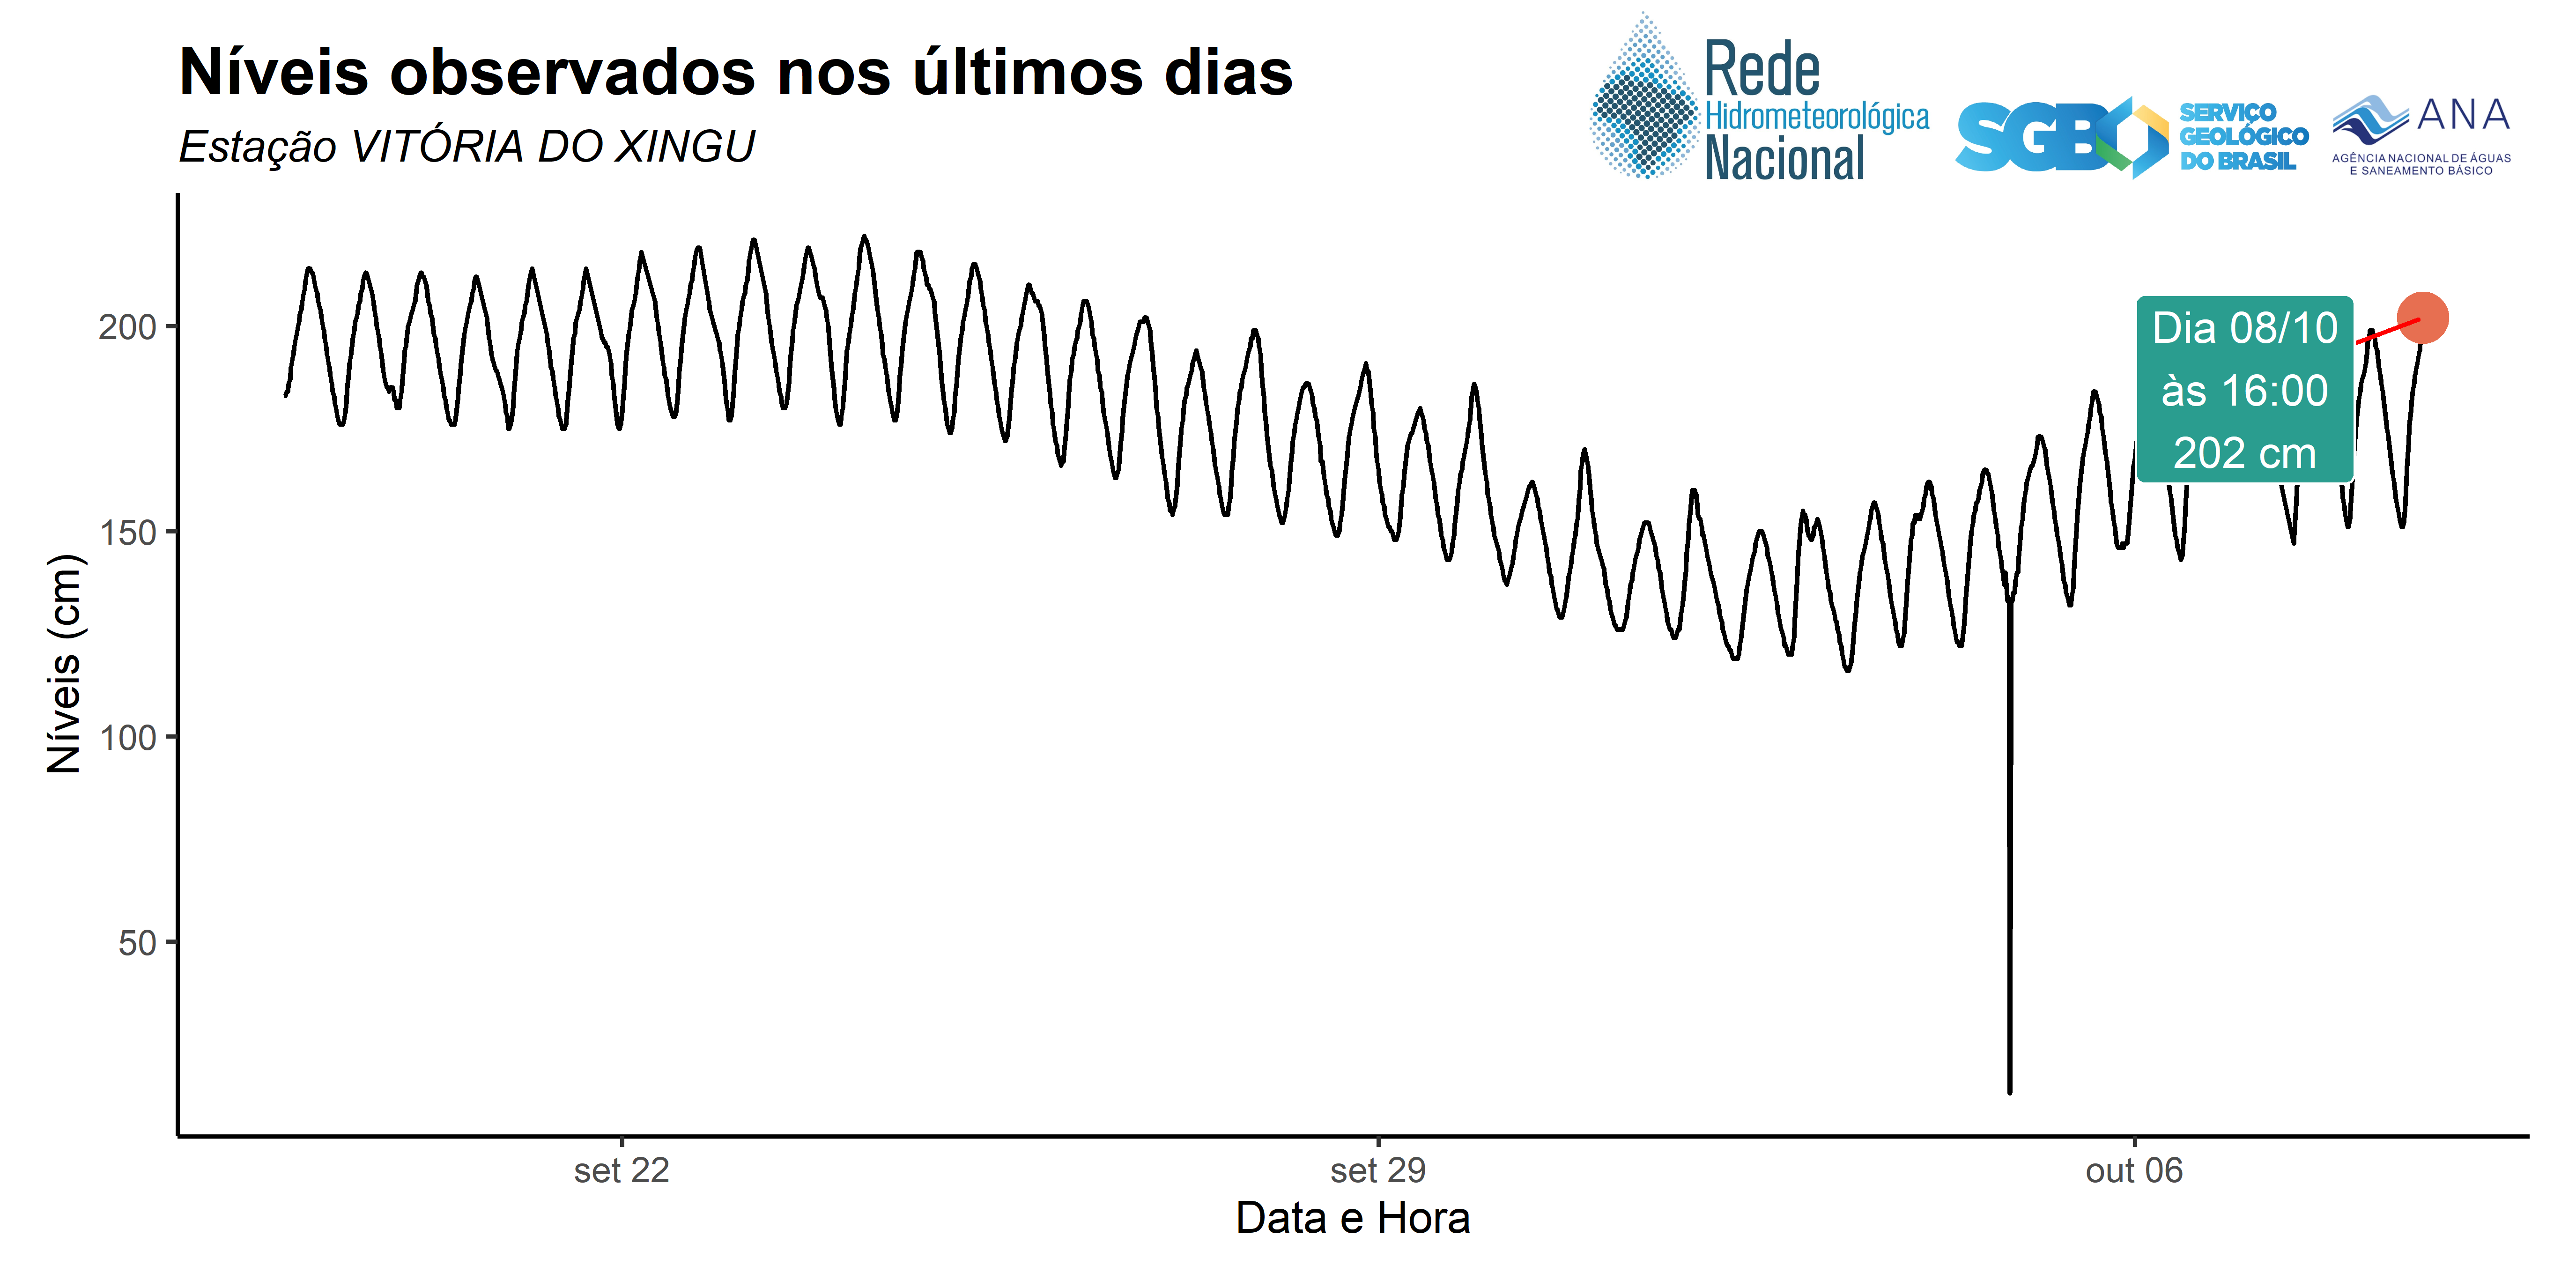 Níveis observados nos últimos dias
Estação VITÓRIA DO XINGU
Rede
Hidrometeorológica
Nacional
SGB
SERVIÇO
GEOLÓGICO
DO BRASIL
ANA
AGÊNCIA NACIONAL DE ÁGUAS
E SANEAMENTO BÁSICO
Níveis (cm)
200
150
100
50
Dia 08/10
às 16:00
202 cm
set 22
set 29
out 06
Data e Hora